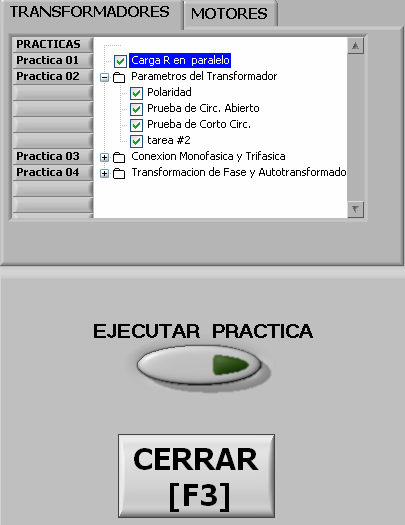 TRANSFORMADORES MOTORES
PRACTICAS
Practica 01 Carga R en paralelo
Practica 02 Parametros del Transformador
Polaridad
Prueba de Circ. Abierto
Prueba de Corto Circ.
tarea #2
Practica 03 Conexion Monofasica y Trifasica
Practica 04 Transformacion de Fase y Autotransformado
EJECUTAR PRACTICA
CERRAR
[F3]